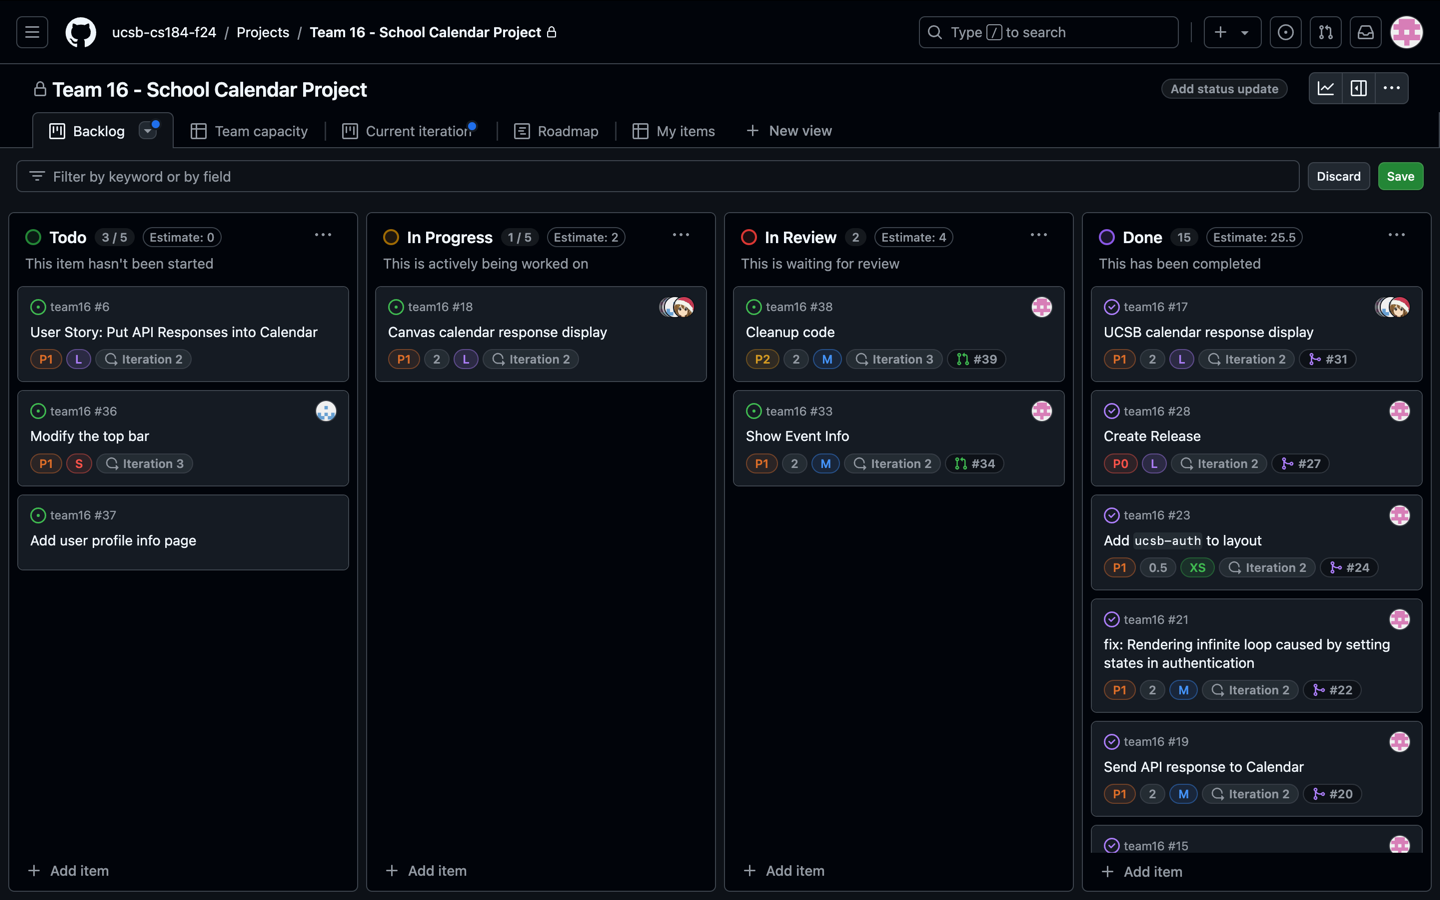 ucsb-cs184-f24 / Projects / Team 16 - School Calendar Project
Type / to search
Team 16 - School Calendar Project
Add status update
Backlog
Team capacity
Current iteration
Roadmap
My items
New view
Filter by keyword or by field
Discard
Save
Todo 3 / 5 Estimate: 0
This item hasn't been started
team16 #6
User Story: Put API Responses into Calendar
P1 L Iteration 2
team16 #36
Modify the top bar
P1 S Iteration 3
team16 #37
Add user profile info page
Add item
In Progress 1 / 5 Estimate: 2
This is actively being worked on
team16 #18
Canvas calendar response display
P1 2 L Iteration 2
Add item
In Review 2 Estimate: 4
This is waiting for review
team16 #38
Cleanup code
P2 2 M Iteration 3 #39
team16 #33
Show Event Info
P1 2 M Iteration 2 #34
Add item
Done 15 Estimate: 25.5
This has been completed
team16 #17
UCSB calendar response display
P1 2 L Iteration 2 #31
team16 #28
Create Release
P0 L Iteration 2 #27
team16 #23
Add ucsb-auth to layout
P1 0.5 XS Iteration 2 #24
team16 #21
fix: Rendering infinite loop caused by setting
states in authentication
P1 2 M Iteration 2 #22
team16 #19
Send API response to Calendar
P1 2 M Iteration 2 #20
team16 #15
Add item